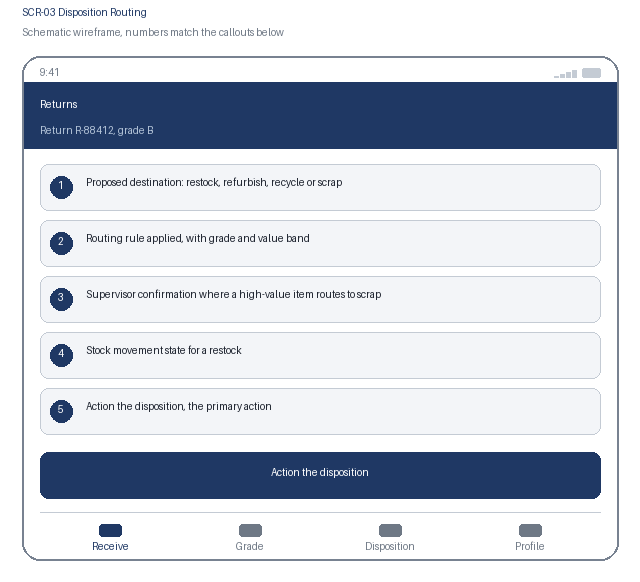 SCR-03 Disposition Routing
Schematic wireframe, numbers match the callouts below
9:41
Returns
Return R-88412, grade B
1 Proposed destination: restock, refurbish, recycle or scrap
2 Routing rule applied, with grade and value band
3 Supervisor confirmation where a high-value item routes to scrap
4 Stock movement state for a restock
5 Action the disposition, the primary action
Action the disposition
Receive Grade Disposition Profile